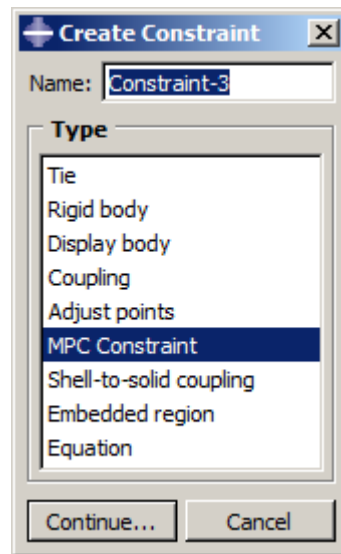 Create Constraint
Name: Constraint-3
Type
Tie
Rigid body
Display body
Coupling
Adjust points
MPC Constraint
Shell-to-solid coupling
Embedded region
Equation
Continue... Cancel